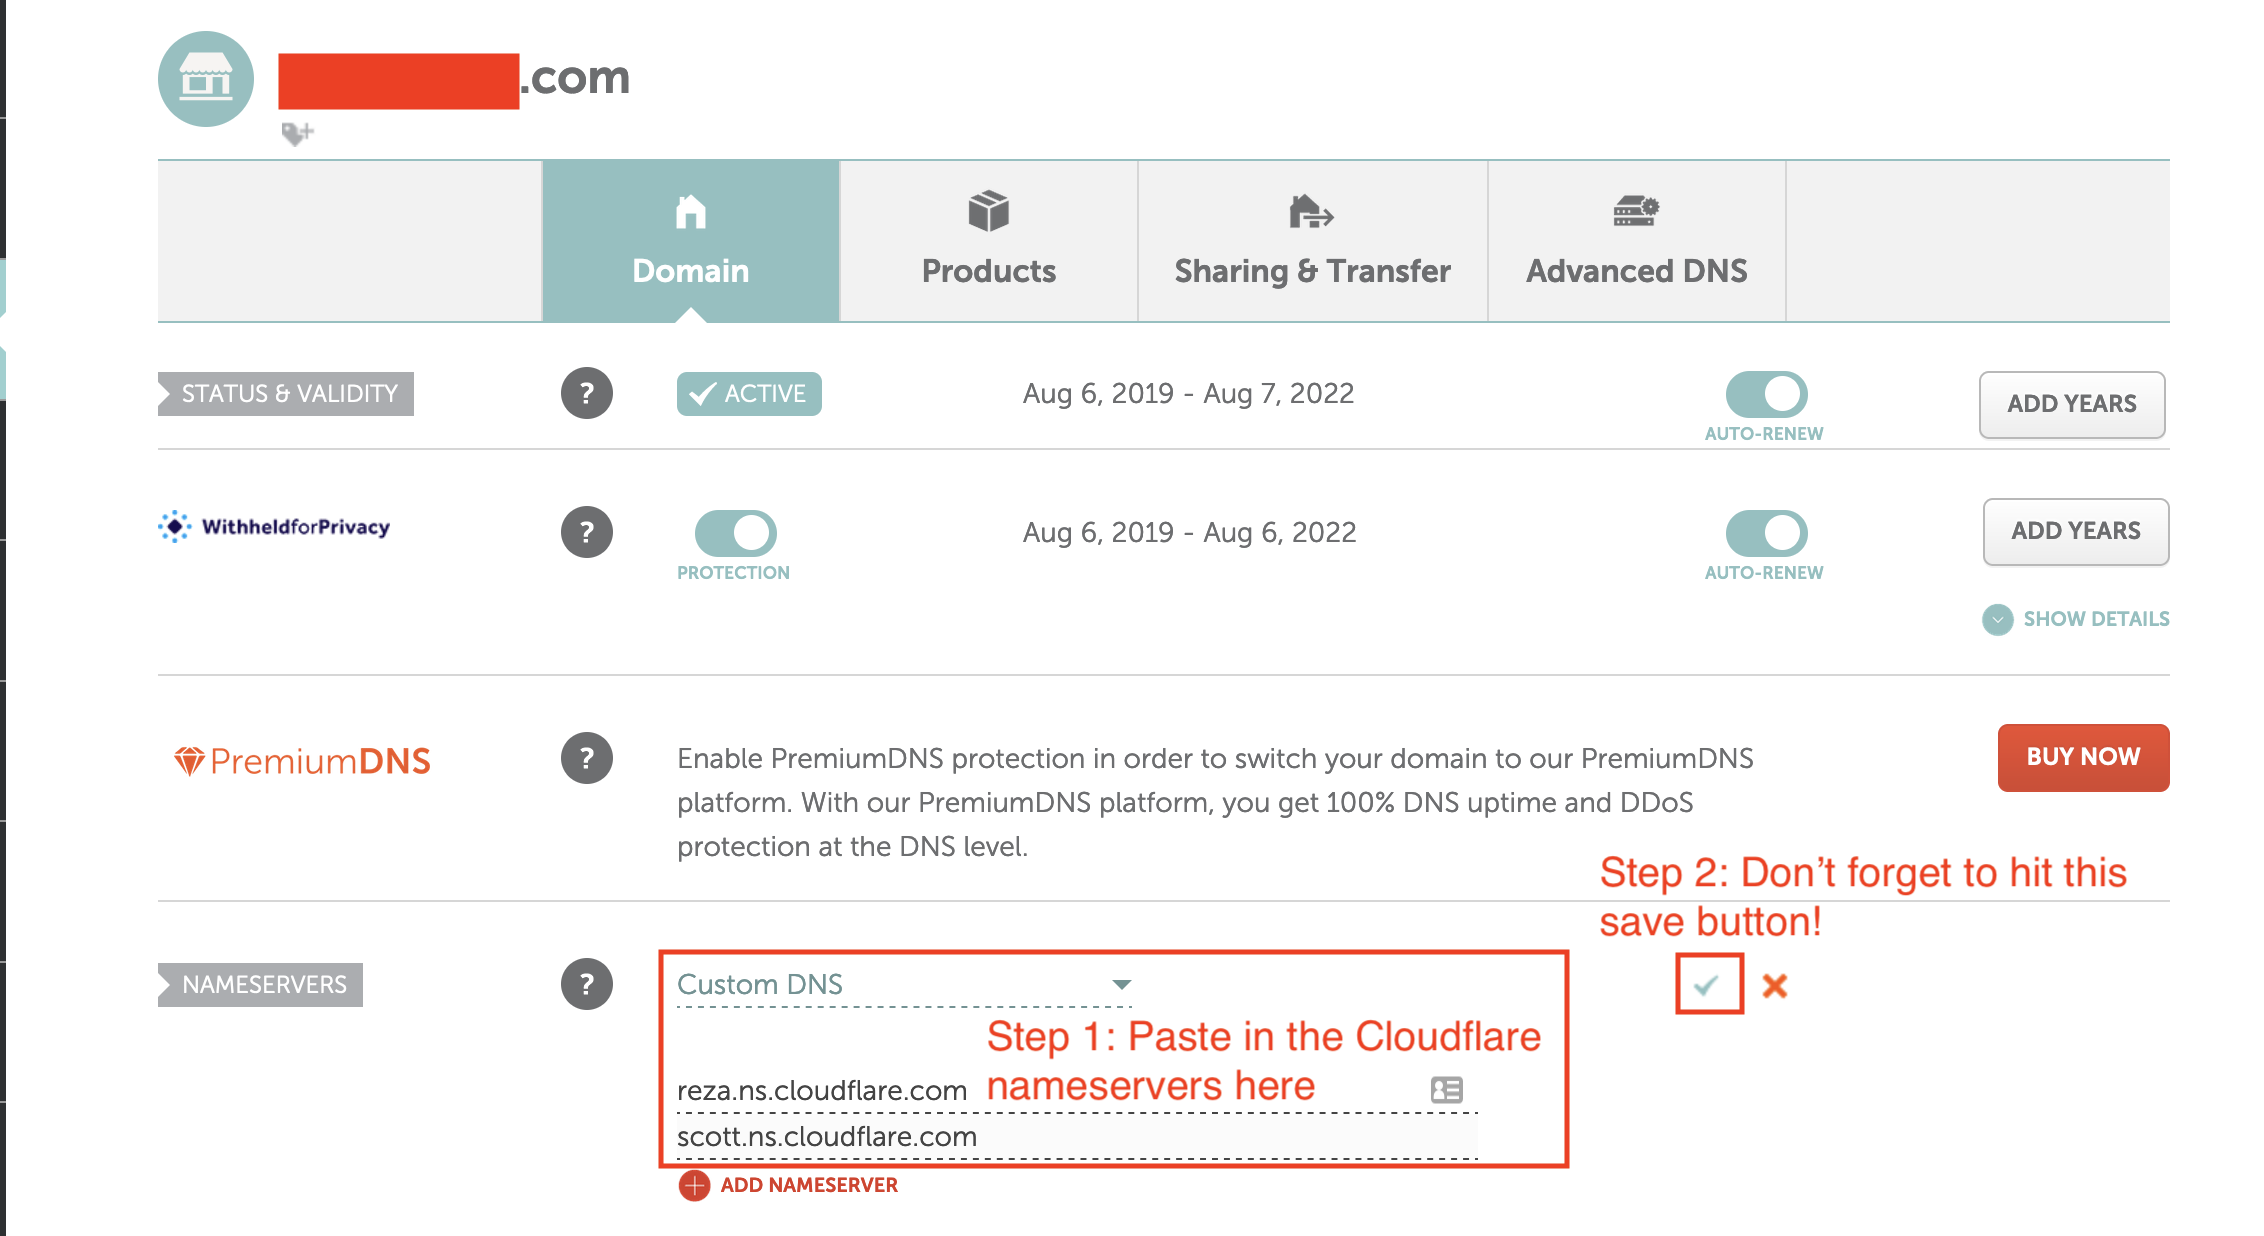 .com
Domain
Products
Sharing & Transfer
Advanced DNS
STATUS & VALIDITY
?
ACTIVE
Aug 6, 2019 - Aug 7, 2022
AUTO-RENEW
ADD YEARS
WithheldforPrivacy
?
PROTECTION
Aug 6, 2019 - Aug 6, 2022
AUTO-RENEW
ADD YEARS
SHOW DETAILS
PremiumDNS
?
Enable PremiumDNS protection in order to switch your domain to our PremiumDNS
platform. With our PremiumDNS platform, you get 100% DNS uptime and DDoS
protection at the DNS level.
BUY NOW
Step 2: Don't forget to hit this
save button!
NAMESERVERS
?
Custom DNS
Step 1: Paste in the Cloudflare
nameservers here
reza.ns.cloudflare.com
scott.ns.cloudflare.com
ADD NAMESERVER